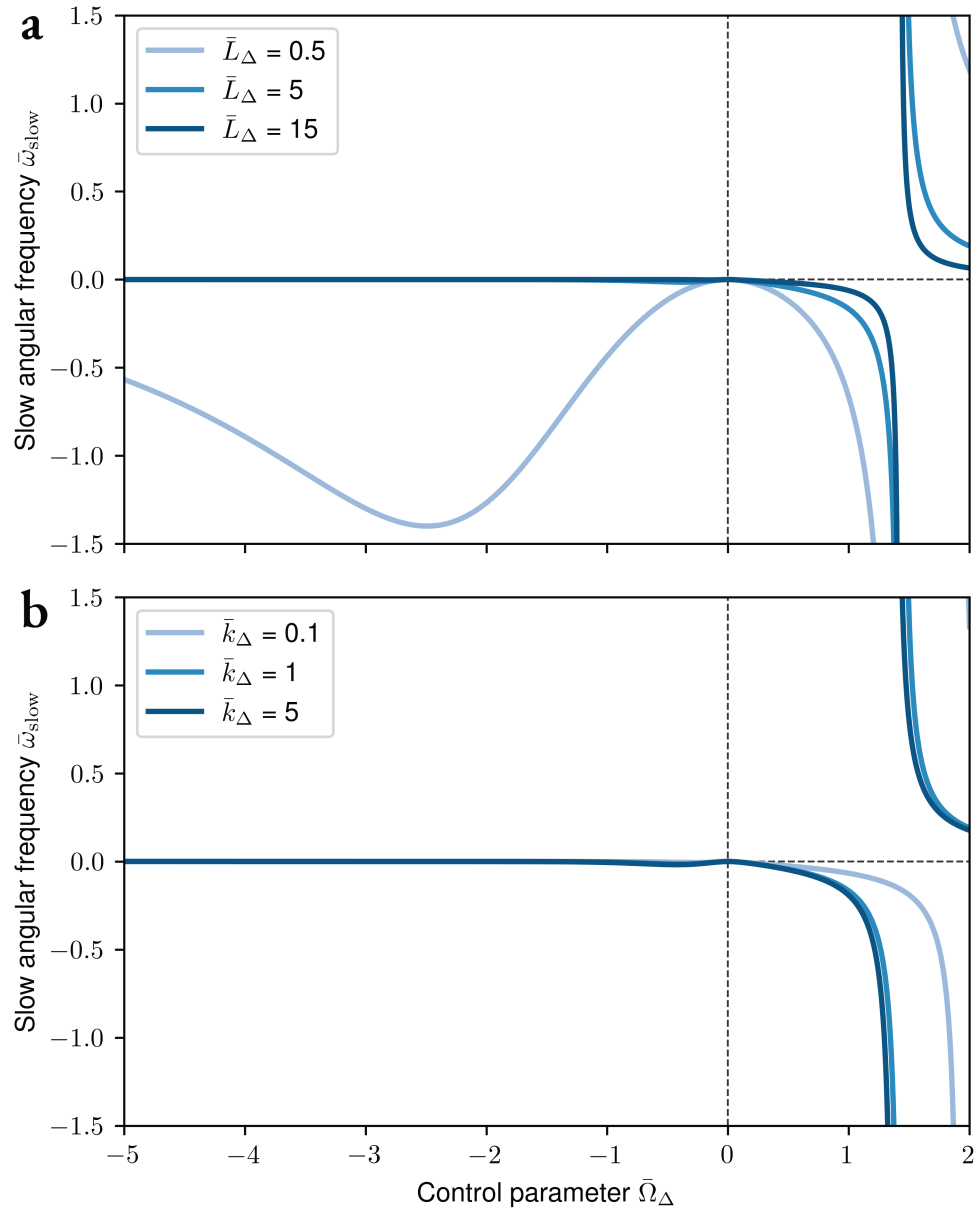 a
L̄_Δ = 0.5
L̄_Δ = 5
L̄_Δ = 15
Slow angular frequency ω̄_slow
1.5
1.0
0.5
0.0
−0.5
−1.0
−1.5
b
k̄_Δ = 0.1
k̄_Δ = 1
k̄_Δ = 5
Slow angular frequency ω̄_slow
1.5
1.0
0.5
0.0
−0.5
−1.0
−1.5
−5 −4 −3 −2 −1 0 1 2
Control parameter Ω̄_Δ